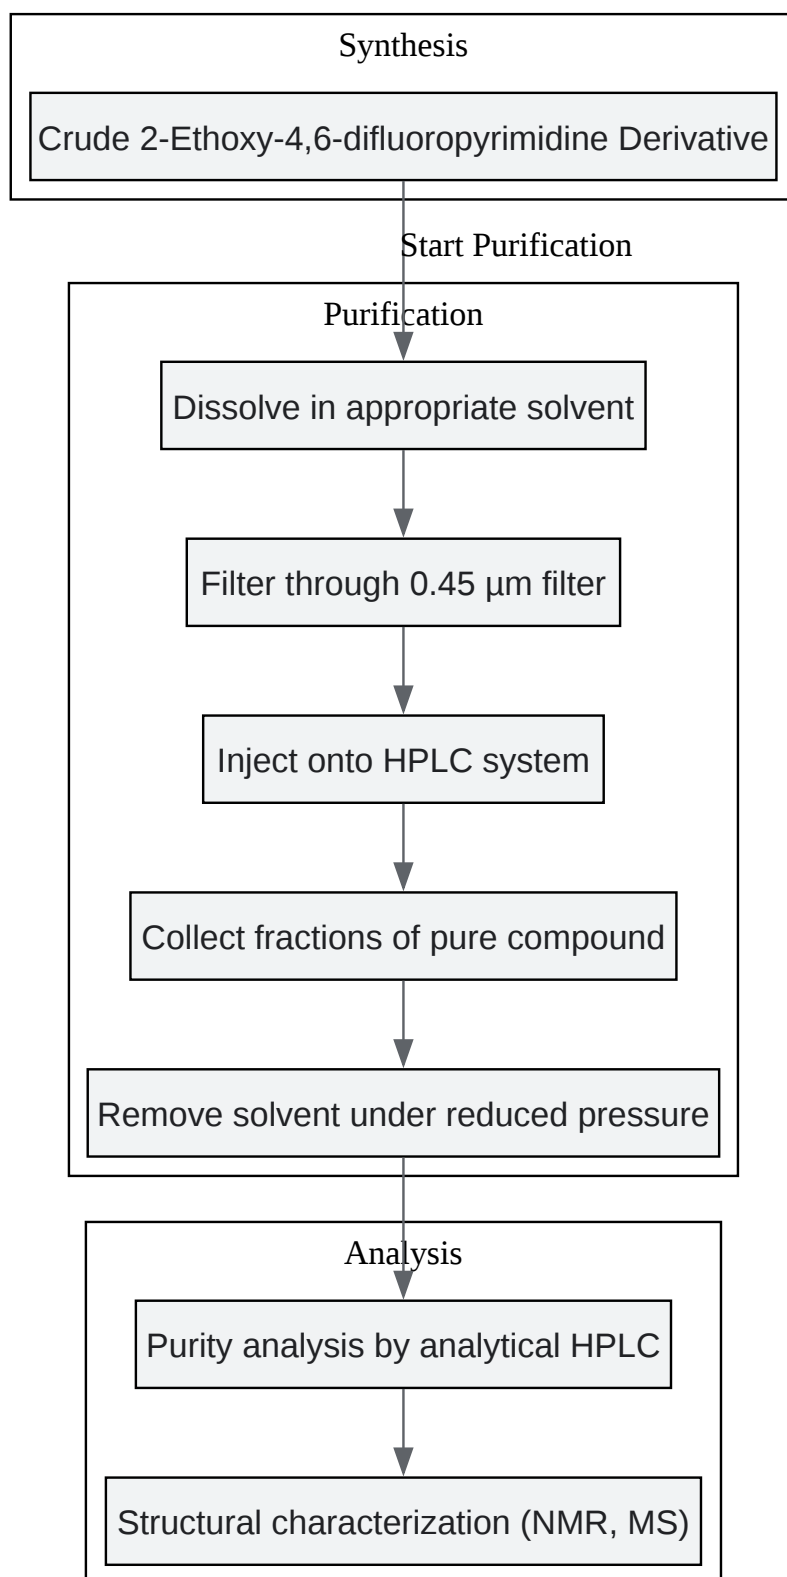 Synthesis
Crude 2-Ethoxy-4,6-difluoropyrimidine Derivative
Start Purification
Purification
Dissolve in appropriate solvent
Filter through 0.45 µm filter
Inject onto HPLC system
Collect fractions of pure compound
Remove solvent under reduced pressure
Analysis
Purity analysis by analytical HPLC
Structural characterization (NMR, MS)